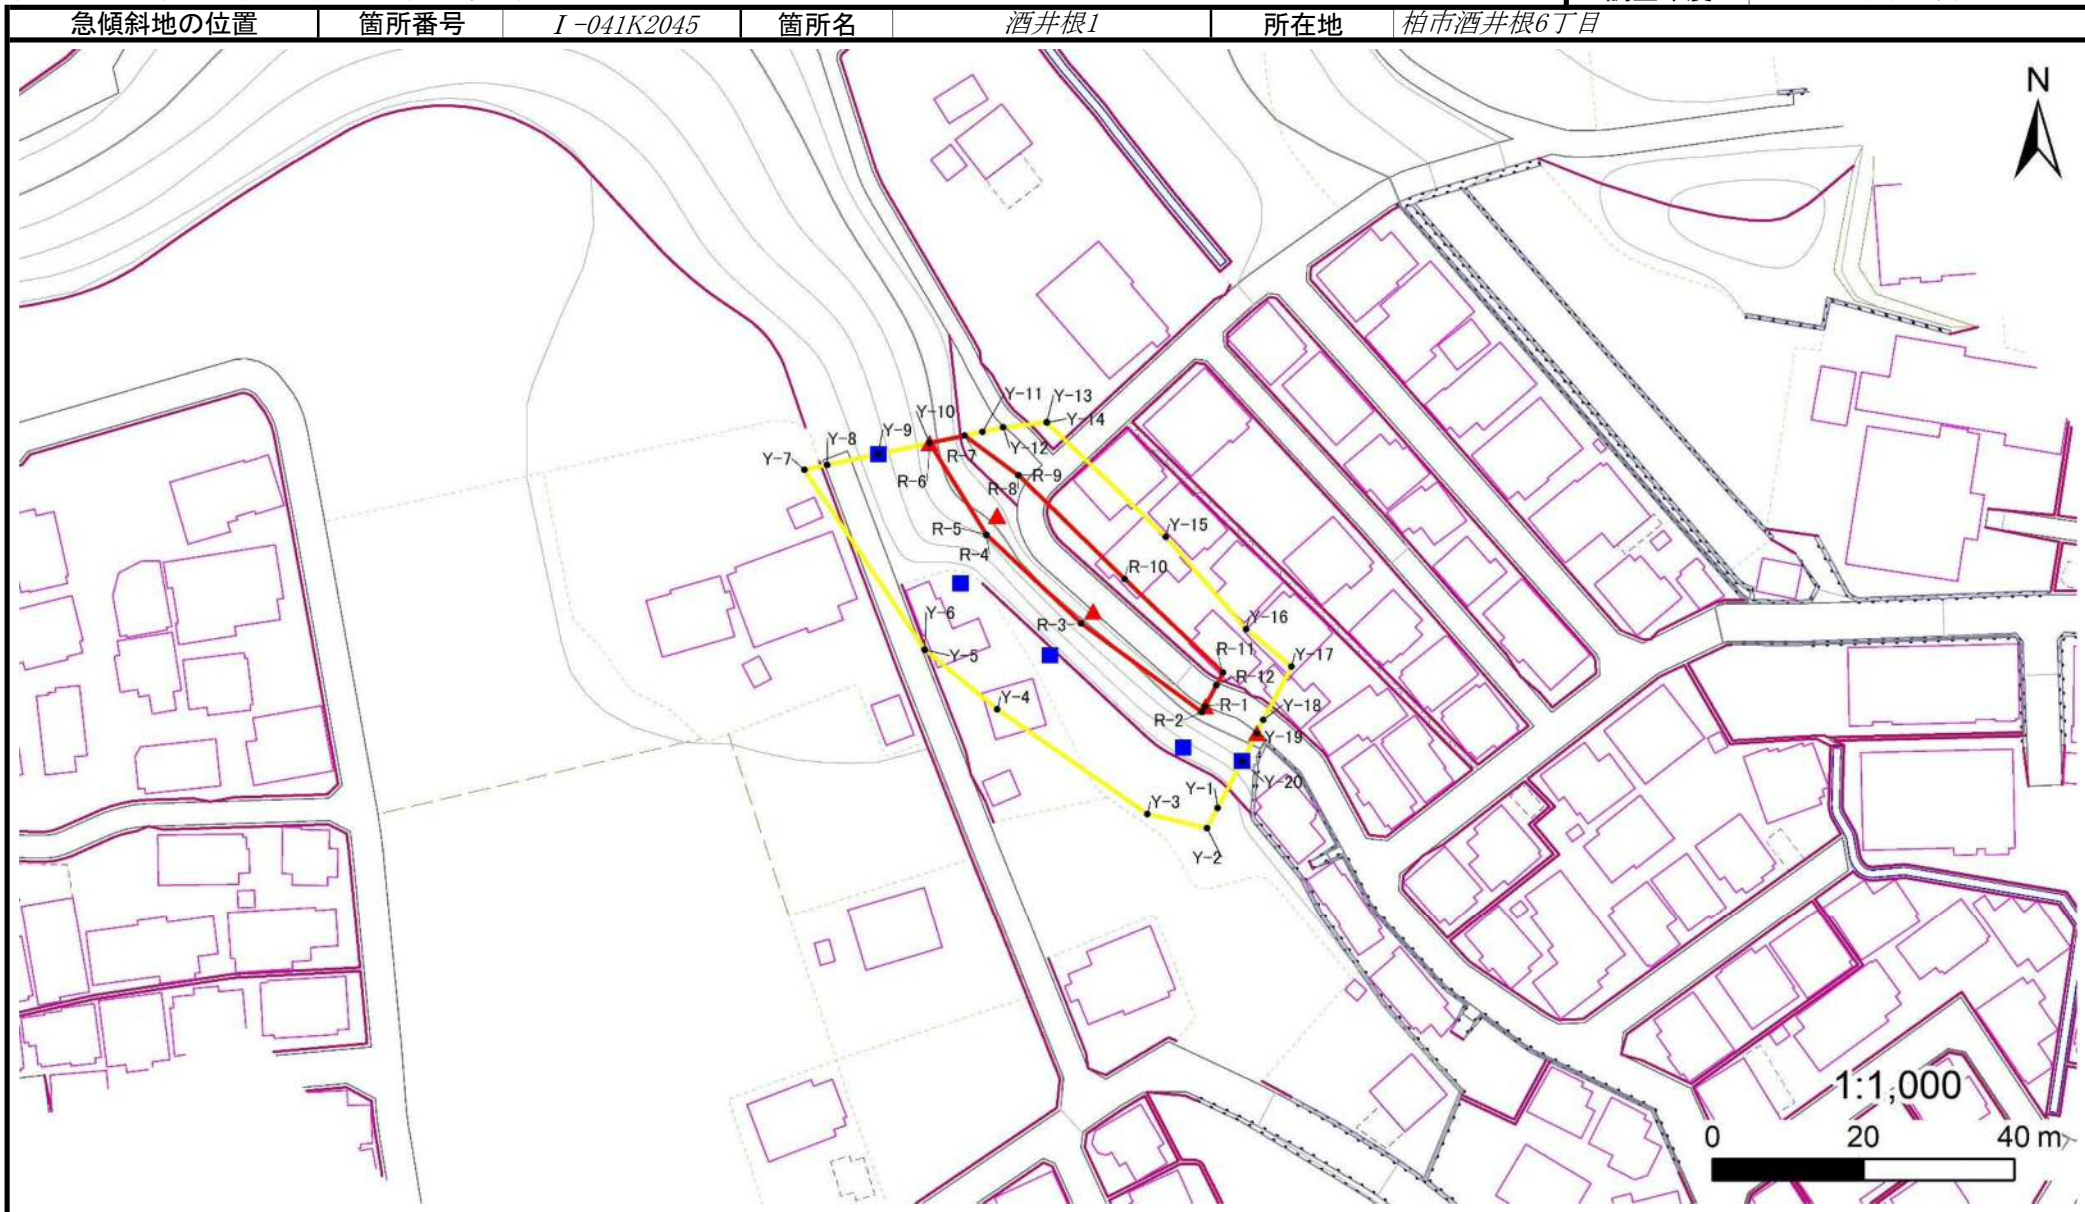 急傾斜地の位置 箇所番号 I-041K2045 箇所名 酒井根1 所在地 柏市酒井根6丁目
N
Y-11 Y-13
Y-10 Y-14
Y-8 Y-9
Y-12
Y-7 R-7
R-6 R-8 R-9
R-5 Y-15
R-4
R-10
R-3 Y-6 Y-16
Y-5 R-11 Y-17
R-12
Y-4
R-2 R-1 Y-18
Y-19
Y-20
Y-3 Y-1
Y-2
1:1,000
0 20 40 m